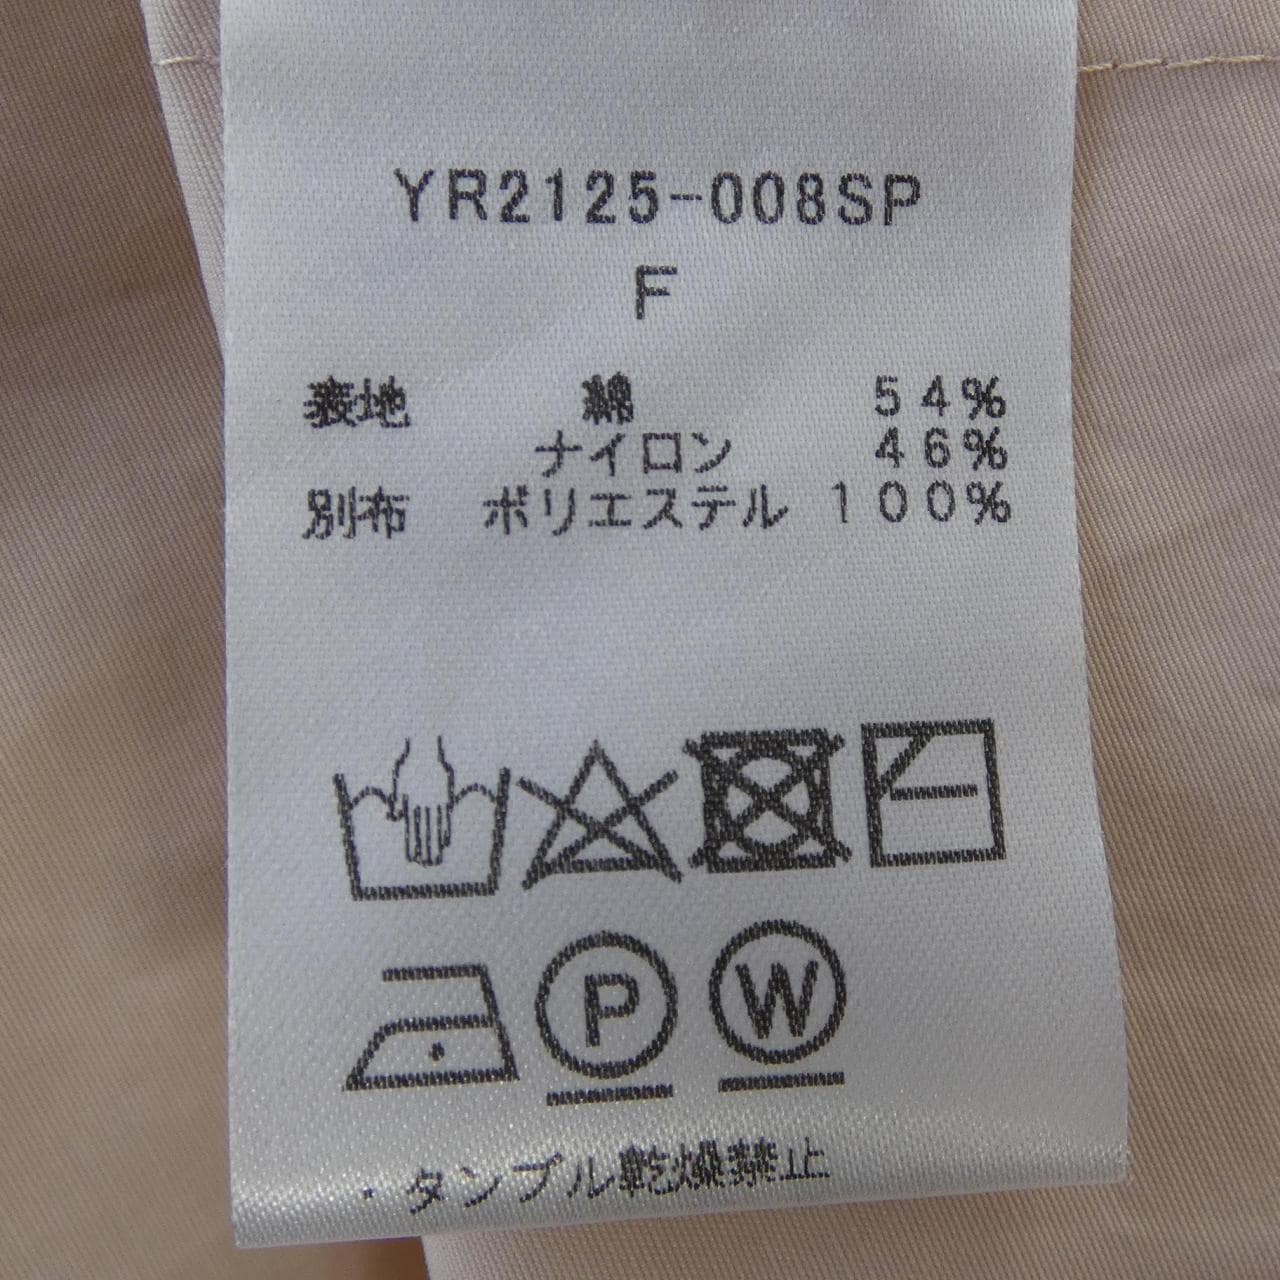 YR2125-008SP
F
表地 綿 54%
ナイロン 46%
別布 ポリエステル 100%
P W
・タンブル乾燥禁止